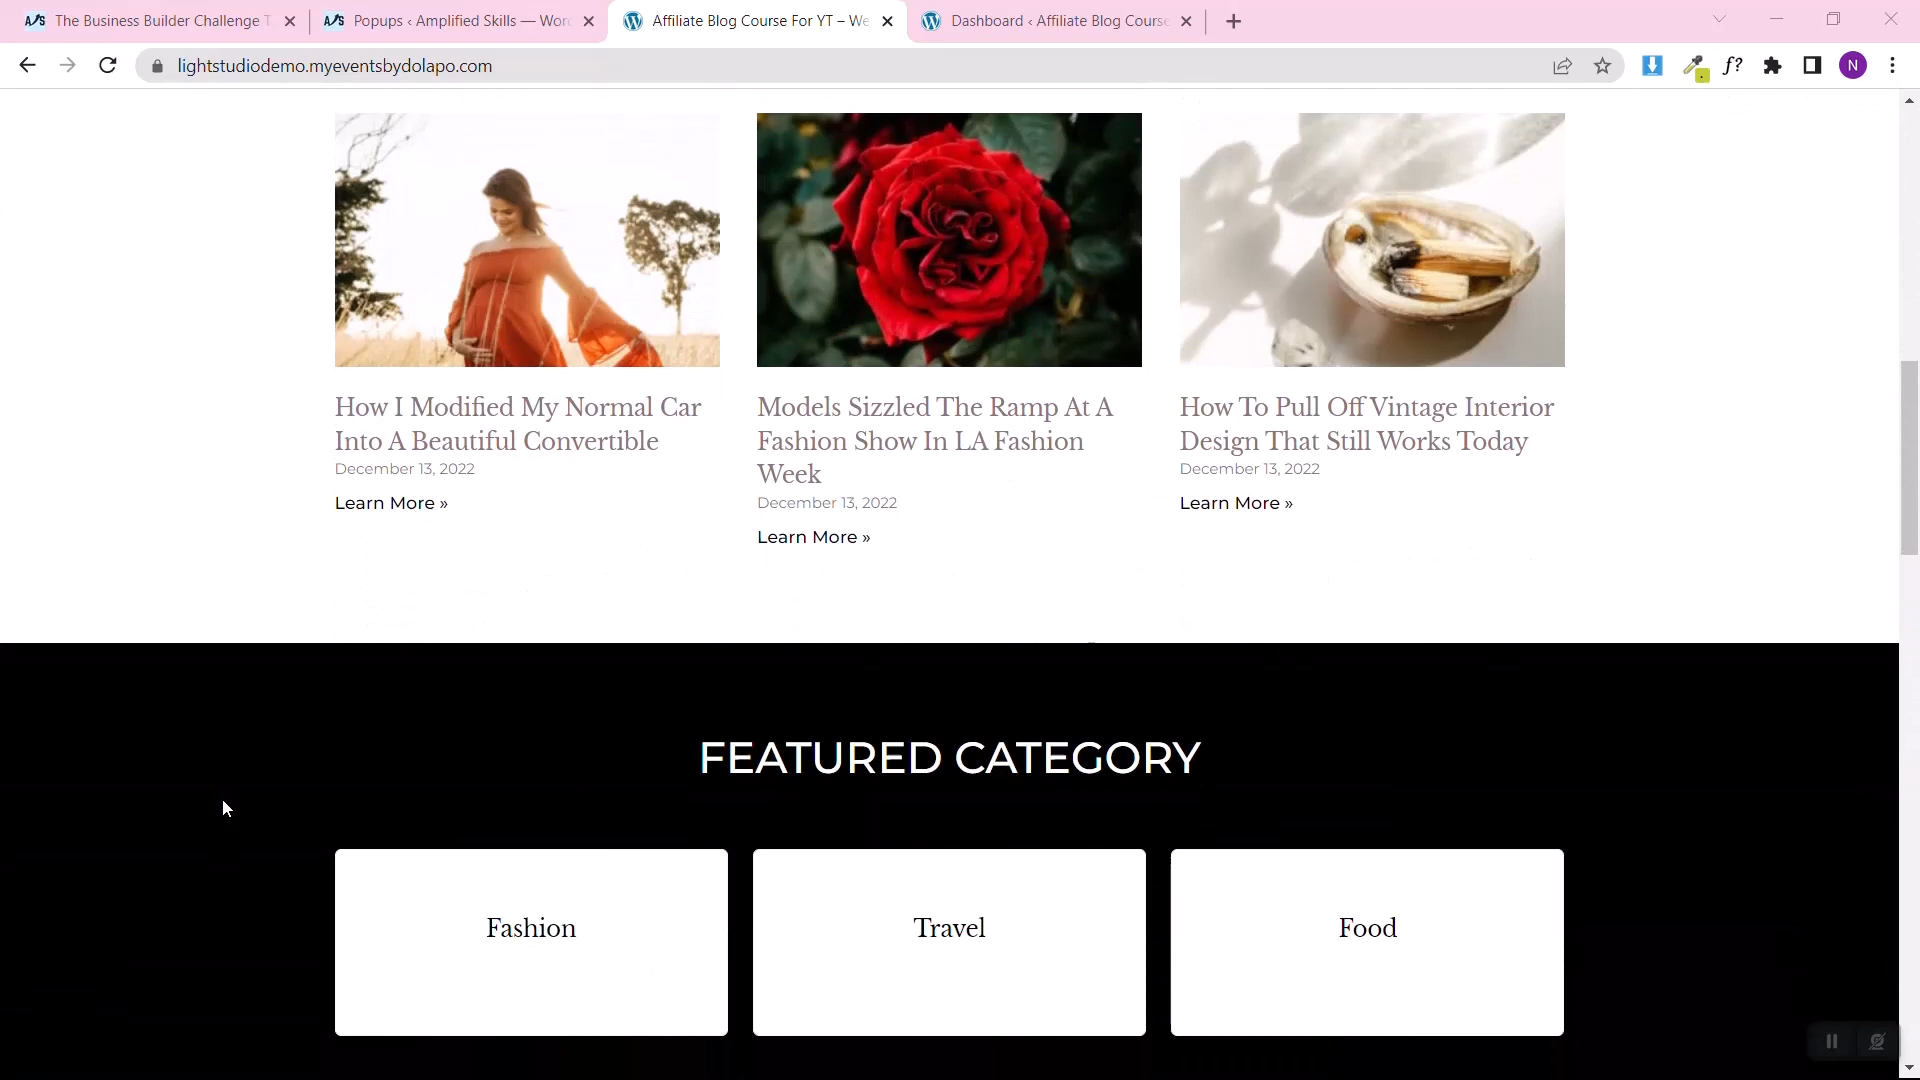 The Business Builder Challenge T
Popups ‹ Amplified Skills — Wor
Affiliate Blog Course For YT – We
Dashboard ‹ Affiliate Blog Course
lightstudiodemo.myeventsbydolapo.com
f?
N
How I Modified My Normal Car
Into A Beautiful Convertible
December 13, 2022
Learn More »
Models Sizzled The Ramp At A
Fashion Show In LA Fashion
Week
December 13, 2022
Learn More »
How To Pull Off Vintage Interior
Design That Still Works Today
December 13, 2022
Learn More »
FEATURED CATEGORY
Fashion
Travel
Food